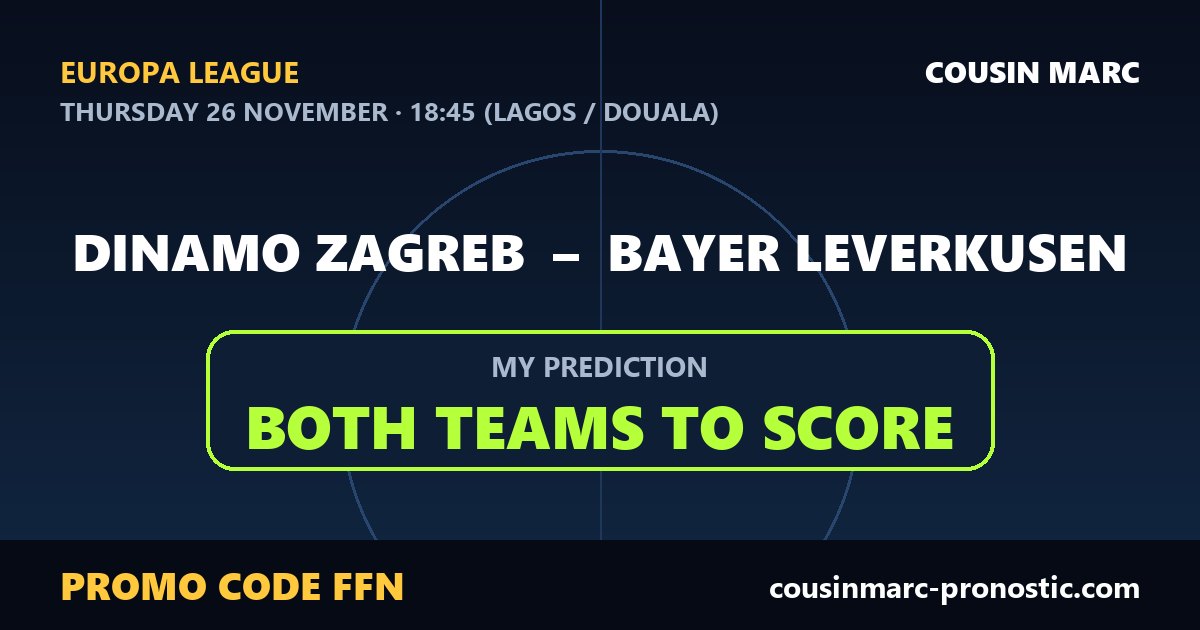 EUROPA LEAGUE
COUSIN MARC
THURSDAY 26 NOVEMBER · 18:45 (LAGOS / DOUALA)
DINAMO ZAGREB – BAYER LEVERKUSEN
MY PREDICTION
BOTH TEAMS TO SCORE
PROMO CODE FFN
cousinmarc-pronostic.com